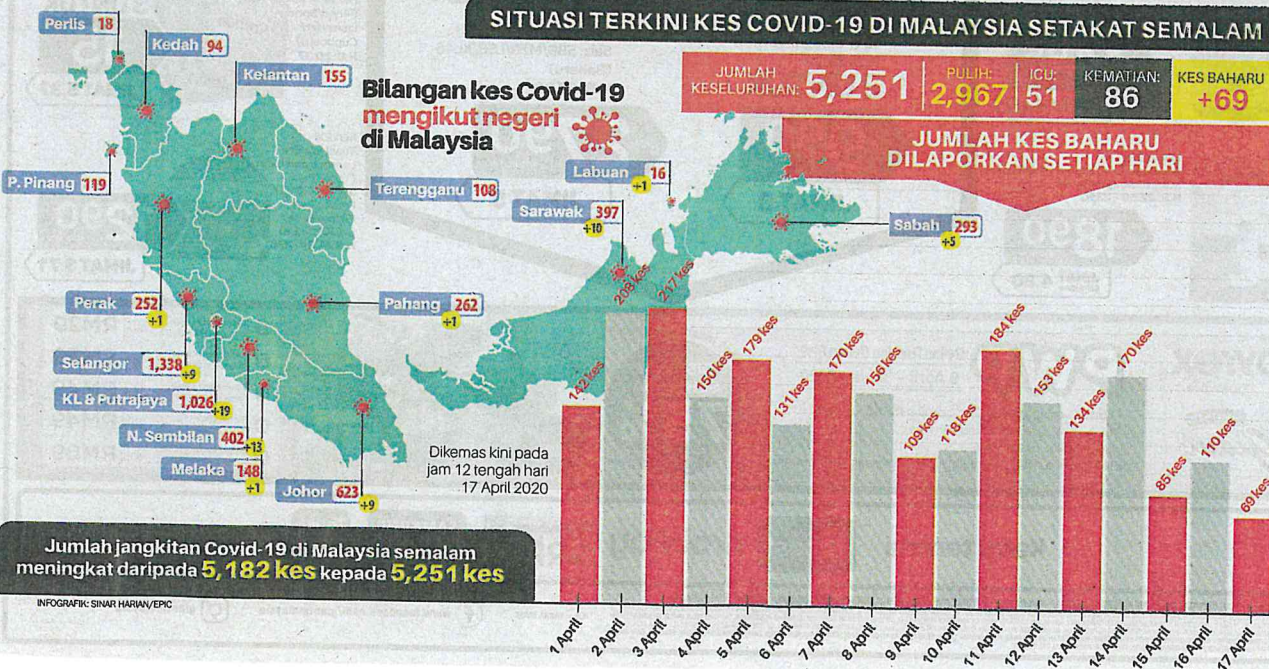 SITUASI TERKINI KES COVID-19 DI MALAYSIA SETAKAT SEMALAM
JUMLAH
KESELURUHAN: 5,251
PULIH:
2,967
ICU:
51
KEMATIAN:
86
KES BAHARU
+69
JUMLAH KES BAHARU
DILAPORKAN SETIAP HARI
Bilangan kes Covid-19
mengikut negeri
di Malaysia
Perlis 18
Kedah 94
Kelantan 155
P. Pinang 119
Terengganu 108
Labuan 16
+1
Sarawak 397
+10
Sabah 293
+5
Perak 252
+1
Pahang 262
+1
Selangor 1,338
+9
KL & Putrajaya 1,026
+19
N. Sembilan 402
+13
Melaka 148
+1
Johor 623
+9
Dikemas kini pada
jam 12 tengah hari
17 April 2020
142 kes
208 kes
217 kes
150 kes
179 kes
131 kes
170 kes
156 kes
109 kes
118 kes
184 kes
153 kes
134 kes
170 kes
85 kes
110 kes
69 kes
1 April
2 April
3 April
4 April
5 April
6 April
7 April
8 April
9 April
10 April
11 April
12 April
13 April
14 April
15 April
16 April
17 April
Jumlah jangkitan Covid-19 di Malaysia semalam
meningkat daripada 5,182 kes kepada 5,251 kes
INFOGRAFIK: SINAR HARIAN/EPIC